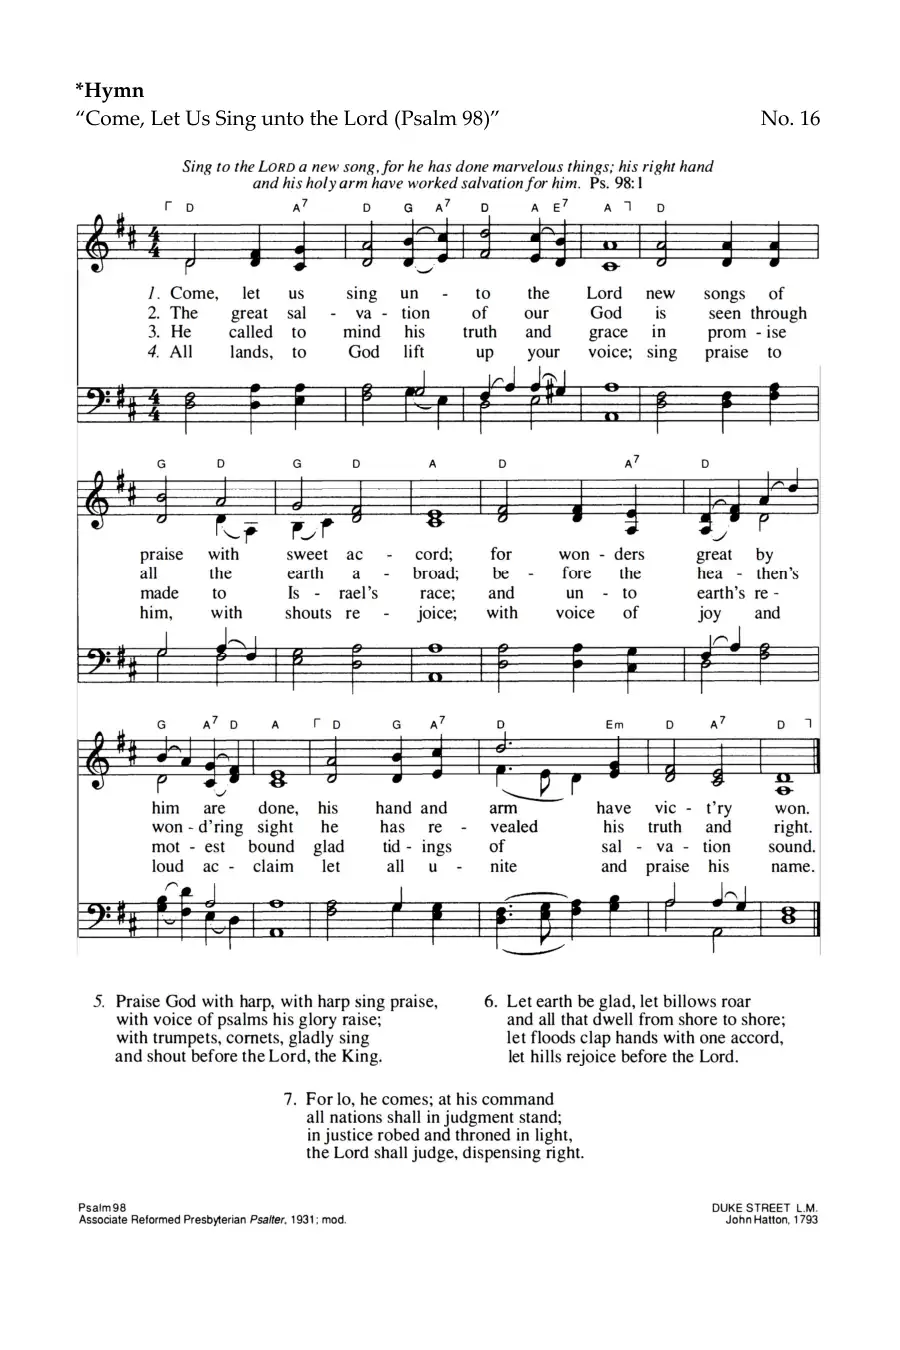 *Hymn
“Come, Let Us Sing unto the Lord (Psalm 98)” No. 16
Sing to the LORD a new song, for he has done marvelous things; his right hand
and his holy arm have worked salvation for him. Ps. 98:1
D A7 D G A7 D A E7 A D
1. Come, let us sing un - to the Lord new songs of
2. The great sal - va - tion of our God is seen through
3. He called to mind his truth and grace in prom - ise
4. All lands, to God lift up your voice; sing praise to
G D G D A D A7 D
praise with sweet ac - cord; for won - ders great by
all the earth a - broad; be - fore the hea - then’s
made to Is - rael’s race; and un - to earth’s re -
him, with shouts re - joice; with voice of joy and
G A7 D A D G A7 D Em D A7 D
him are done, his hand and arm have vic - t’ry won.
won - d’ring sight he has re - vealed his truth and right.
mot - est bound glad tid - ings of sal - va - tion sound.
loud ac - claim let all u - nite and praise his name.
5. Praise God with harp, with harp sing praise,
with voice of psalms his glory raise;
with trumpets, cornets, gladly sing
and shout before the Lord, the King.
6. Let earth be glad, let billows roar
and all that dwell from shore to shore;
let floods clap hands with one accord,
let hills rejoice before the Lord.
7. For lo, he comes; at his command
all nations shall in judgment stand;
in justice robed and throned in light,
the Lord shall judge, dispensing right.
Psalm 98
Associate Reformed Presbyterian Psalter, 1931; mod.
DUKE STREET L.M.
John Hatton, 1793